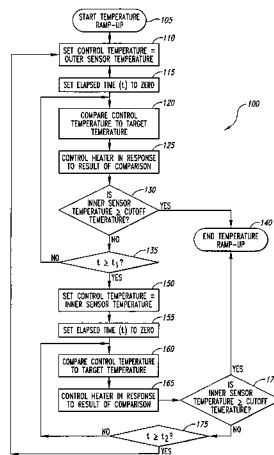 START TEMPERATURE
RAMP-UP
105
110
SET CONTROL TEMPERATURE =
OUTER SENSOR
TEMPERATURE
115
SET ELAPSED TIME (t) TO ZERO
120
COMPARE CONTROL
TEMPERATURE
TO TARGET
TEMERATURE
100
125
CONTROL HEATER IN RESPONSE
TO RESULT OF COMPARISON
130
IS
INNER SENSOR
TEMPERATURE ≥ CUTOFF
TEMERATURE?
YES
NO
140
END TEMPERATURE
RAMP-UP
135
NO
t ≥ t₁?
YES
150
SET CONTROL TEMPERATURE =
INNER SENSOR
TEMPERATURE
155
SET ELAPSED TIME (t) TO ZERO
160
COMPARE CONTROL TEMPERATURE
TO TARGET
TEMPERATURE
165
CONTROL HEATER IN RESPONSE
TO RESULT OF COMPARISON
YES
IS
INNER SENSOR
TEMPERATURE ≥ CUTOFF
TEMERATURE?
NO
175
NO
t ≥ t₂?
YES